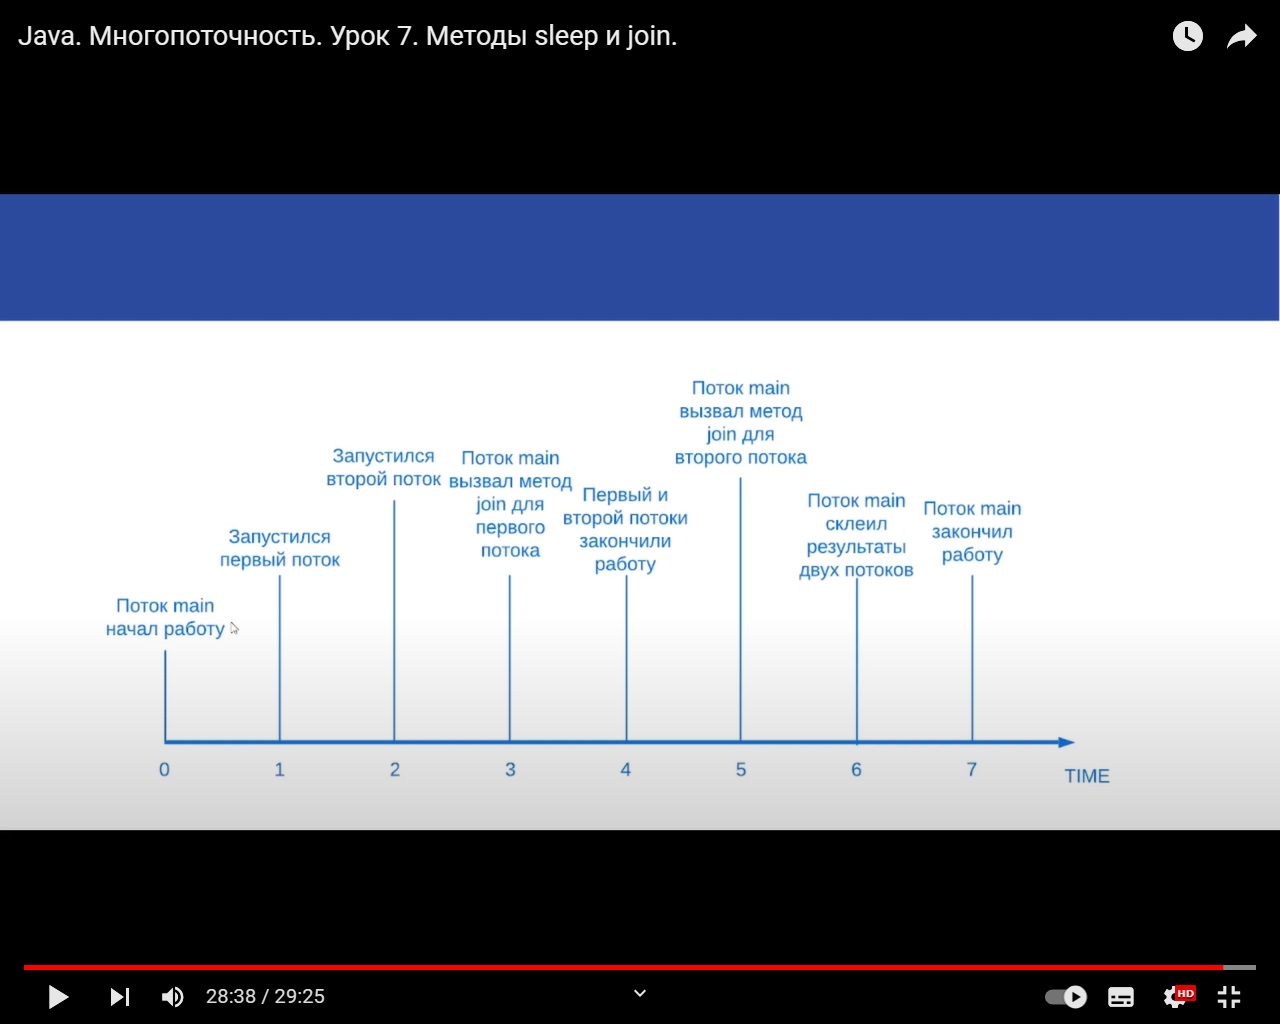 Java. Многопоточность. Урок 7. Методы sleep и join.
Поток main
начал работу
Запустился
первый поток
Запустился
второй поток
Поток main
вызвал метод
join для
первого
потока
Первый и
второй потоки
закончили
работу
Поток main
вызвал метод
join для
второго потока
Поток main
склеил
результаты
двух потоков
Поток main
закончил
работу
0 1 2 3 4 5 6 7
TIME
28:38 / 29:25
HD